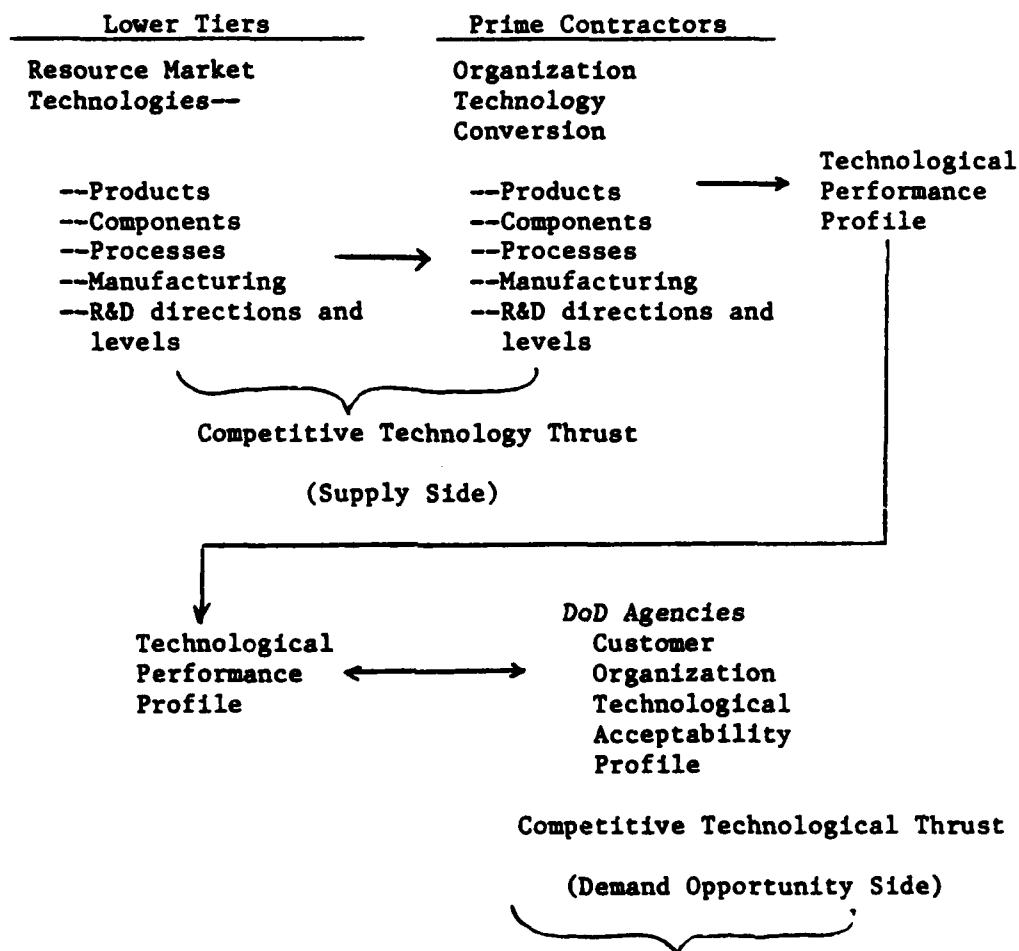 Lower Tiers
Resource Market
Technologies--
--Products
--Components
--Processes
--Manufacturing
--R&D directions and
levels
Prime Contractors
Organization
Technology
Conversion
--Products
--Components
--Processes
--Manufacturing
--R&D directions and
levels
Technological
Performance
Profile
Competitive Technology Thrust
(Supply Side)
Technological
Performance
Profile
DoD Agencies
Customer
Organization
Technological
Acceptability
Profile
Competitive Technological Thrust
(Demand Opportunity Side)